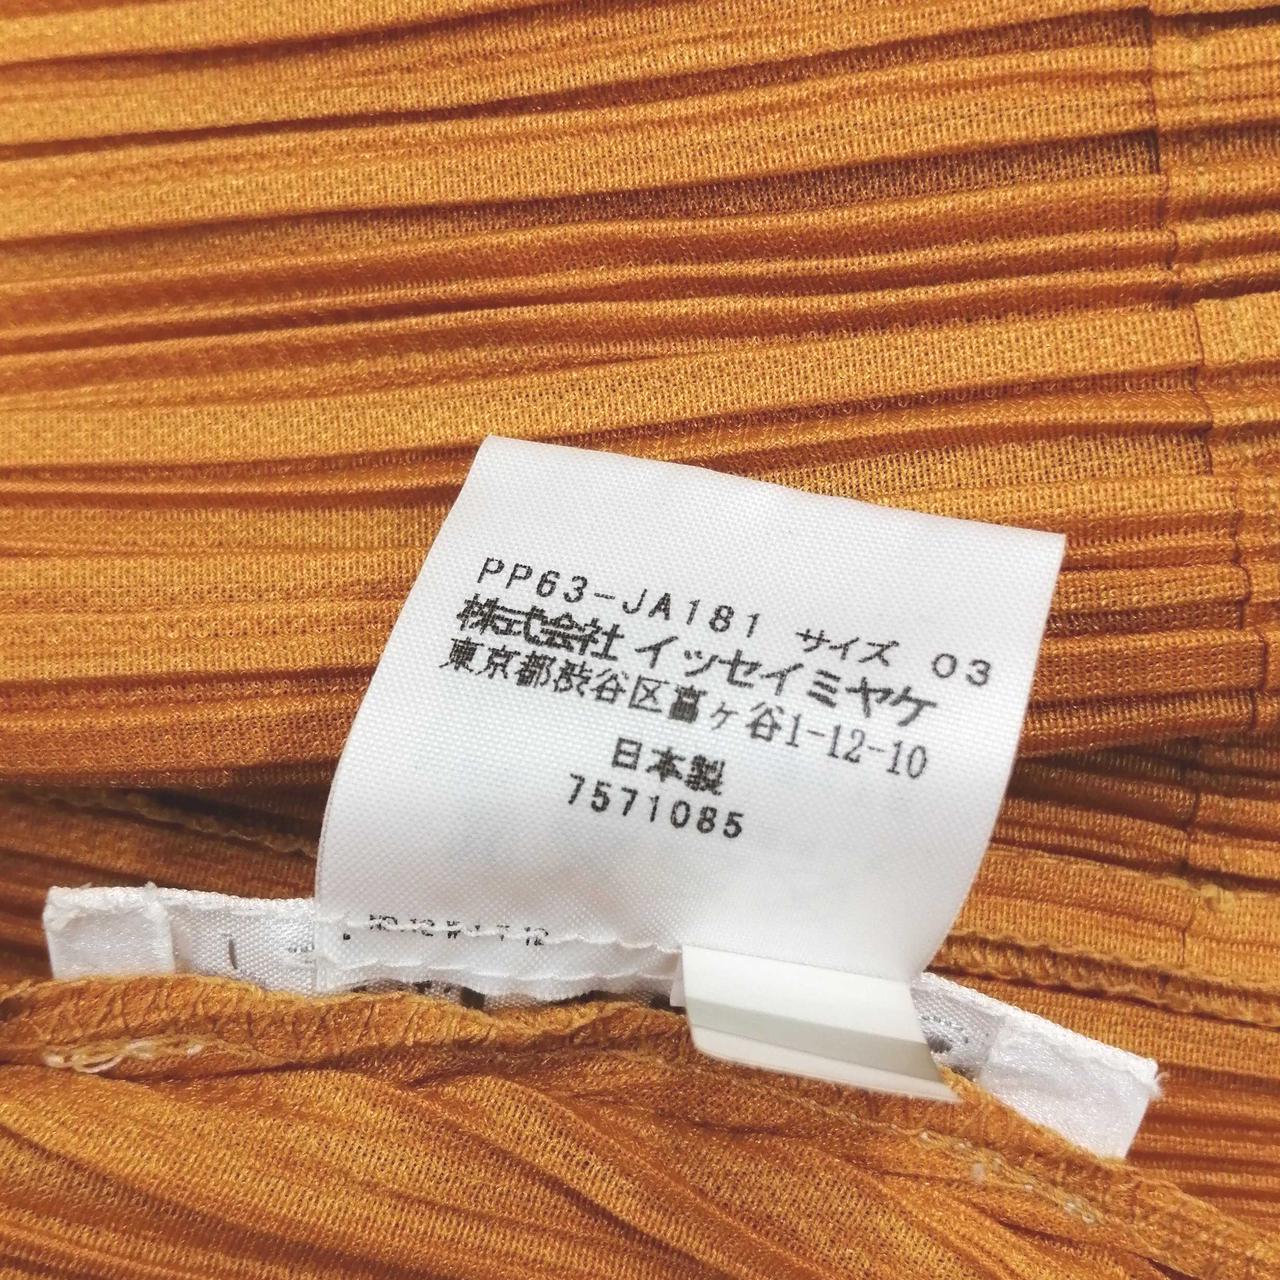 PP63-JA181 サイズ 03
株式会社イッセイミヤケ
東京都渋谷区富ヶ谷1-12-10
日本製
7571085